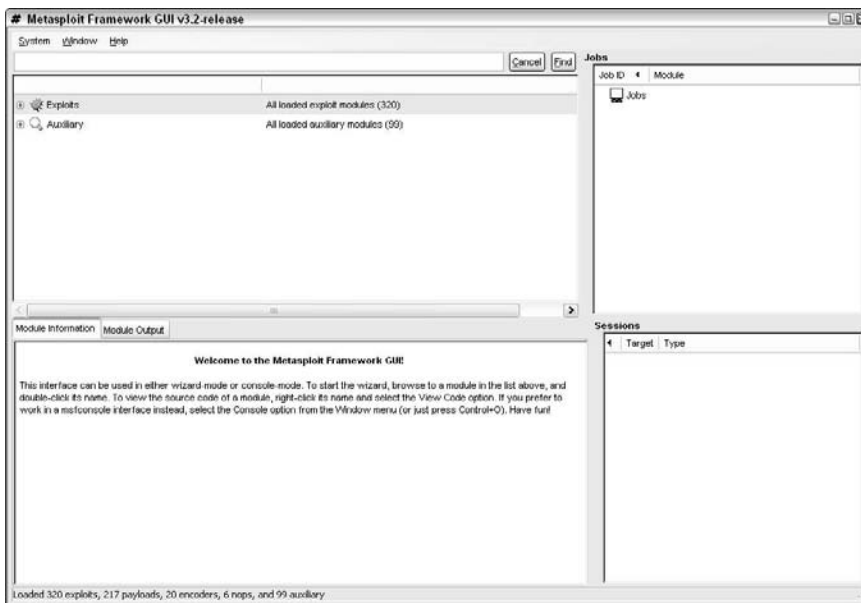 # Metasploit Framework GUI v3.2-release
System Window Help
Cancel Find
Exploits All loaded exploit modules (320)
Auxiliary All loaded auxiliary modules (99)
Jobs
Job ID Module
Jobs
Module Information Module Output
Welcome to the Metasploit Framework GUI!
This interface can be used in either wizard-mode or console-mode. To start the wizard, browse to a module in the list above, and
double-click its name. To view the source code of a module, right-click its name and select the View Code option. If you prefer to
work in a msfconsole interface instead, select the Console option from the Window menu (or just press Control+O). Have fun!
Sessions
Target Type
Loaded 320 exploits, 217 payloads, 20 encoders, 6 nops, and 99 auxiliary